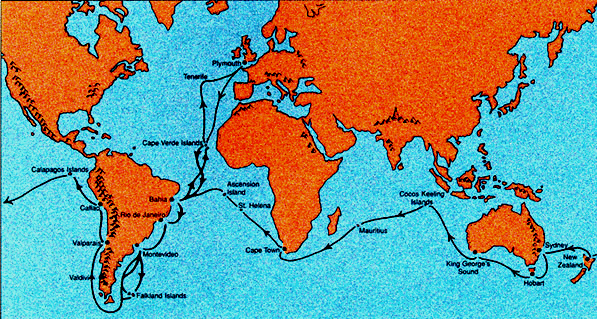 Plymouth
Tenerife
Cape Verde Islands
Galapagos Islands
Callao
Bahia
Rio de Janeiro
Ascension
Island
St. Helena
Cocos Keeling
Islands
Valparaiso
Montevideo
Mauritius
Cape Town
Sydney
King George's
Sound
New
Zealand
Valdivia
Hobart
Falkland Islands